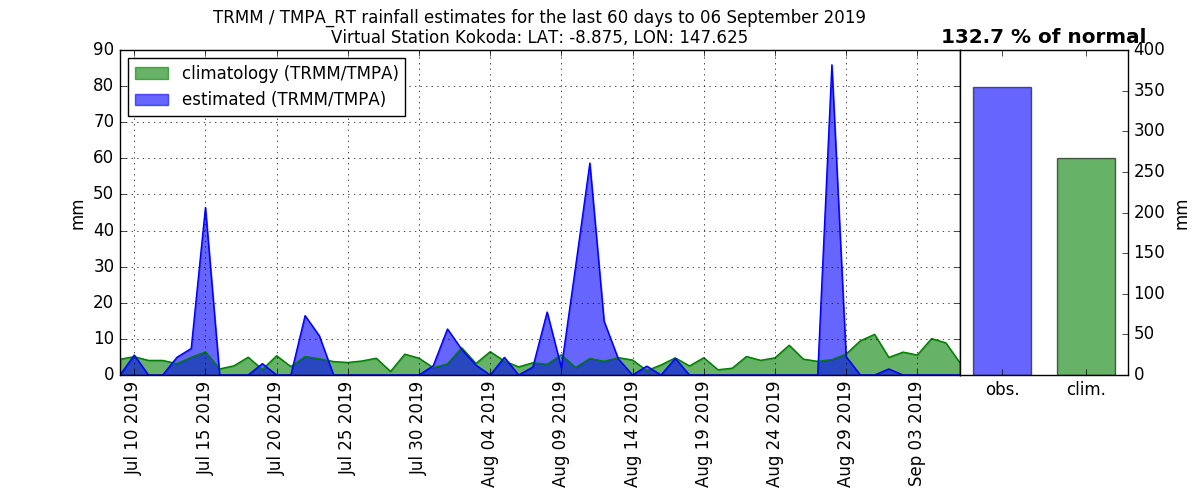 TRMM / TMPA_RT rainfall estimates for the last 60 days to 06 September 2019
Virtual Station Kokoda: LAT: -8.875, LON: 147.625
132.7 % of normal
climatology (TRMM/TMPA)
estimated (TRMM/TMPA)
90
80
70
60
50
40
30
20
10
0
mm
Jul 10 2019
Jul 15 2019
Jul 20 2019
Jul 25 2019
Jul 30 2019
Aug 04 2019
Aug 09 2019
Aug 14 2019
Aug 19 2019
Aug 24 2019
Aug 29 2019
Sep 03 2019
400
350
300
250
200
150
100
50
0
mm
obs.
clim.